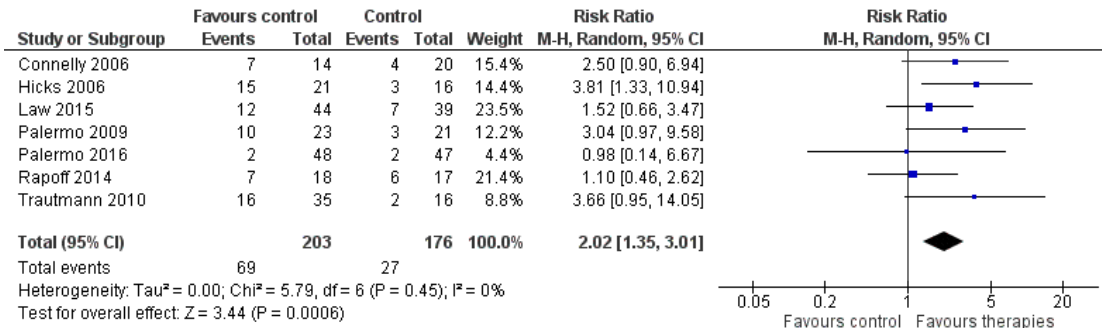 Favours control Control Risk Ratio Risk Ratio
Study or Subgroup Events Total Events Total Weight M-H, Random, 95% CI M-H, Random, 95% CI
Connelly 2006 7 14 4 20 15.4% 2.50 [0.90, 6.94]
Hicks 2006 15 21 3 16 14.4% 3.81 [1.33, 10.94]
Law 2015 12 44 7 39 23.5% 1.52 [0.66, 3.47]
Palermo 2009 10 23 3 21 12.2% 3.04 [0.97, 9.58]
Palermo 2016 2 48 2 47 4.4% 0.98 [0.14, 6.67]
Rapoff 2014 7 18 6 17 21.4% 1.10 [0.46, 2.62]
Trautmann 2010 16 35 2 16 8.8% 3.66 [0.95, 14.05]
Total (95% CI) 203 176 100.0% 2.02 [1.35, 3.01]
Total events 69 27
Heterogeneity: Tau² = 0.00; Chi² = 5.79, df = 6 (P = 0.45); I² = 0%
Test for overall effect: Z = 3.44 (P = 0.0006)
0.05 0.2 1 5 20
Favours control Favours therapies